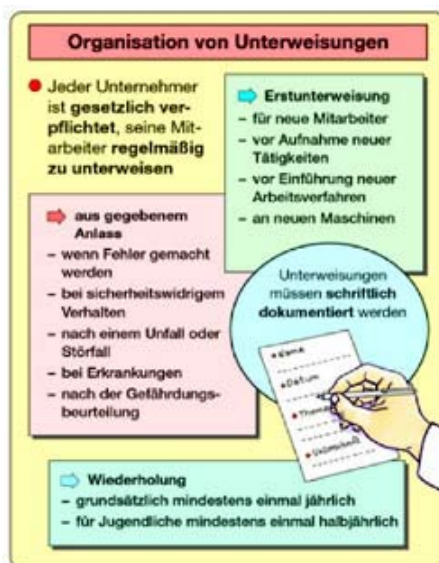 Organisation von Unterweisungen
Jeder Unternehmer
ist gesetzlich ver-
pflichtet, seine Mit-
arbeiter regelmäßig
zu unterweisen
Erstunterweisung
– für neue Mitarbeiter
– vor Aufnahme neuer
Tätigkeiten
– vor Einführung neuer
Arbeitsverfahren
– an neuen Maschinen
aus gegebenem
Anlass
– wenn Fehler gemacht
werden
– bei sicherheitswidrigem
Verhalten
– nach einem Unfall oder
Störfall
– bei Erkrankungen
– nach der Gefährdungs-
beurteilung
Unterweisungen
müssen schriftlich
dokumentiert werden
Name
Datum
Thema
Unterschrift
Wiederholung
– grundsätzlich mindestens einmal jährlich
– für Jugendliche mindestens einmal halbjährlich